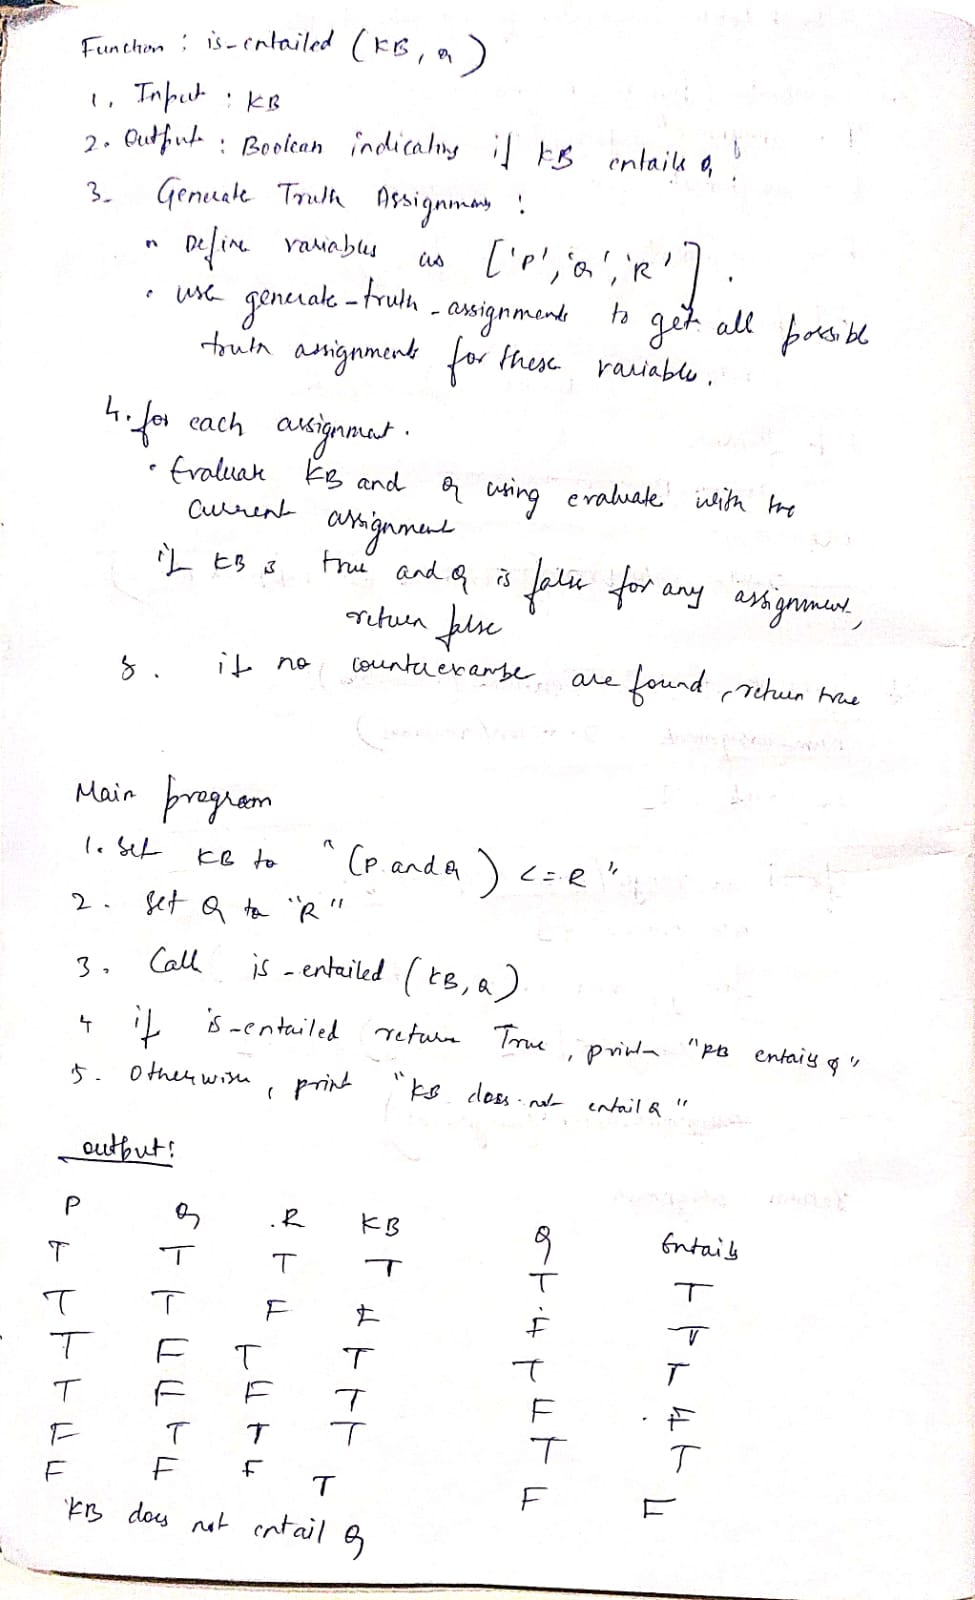 Function : is-entailed (KB, Q)
1. Input : KB
2. Output : Boolean indicating if KB entails Q
3. Generate Truth Assignments :
• Define variables as ['P', 'Q', 'R'].
• use generate-truth-assignments to get all possible
truth assignments for these variables.
4. for each assignment.
• Evaluate KB and Q using evaluate with the
current assignment
if KB is true and Q is false for any assignment,
return false
5. if no counterexample are found, return true
Main program
1. Set KB to "(P and Q) <= R"
2. Set Q to "R"
3. Call is-entailed (KB, Q)
4 if is-entailed return True, print "KB entails Q"
5. Otherwise, print "KB does not entail Q"
output:
P Q R KB Q Entails
T T T T T T
T T F F F T
T F T T T T
T F F T F F
F T T T T T
F F F T F F
KB does not entail Q